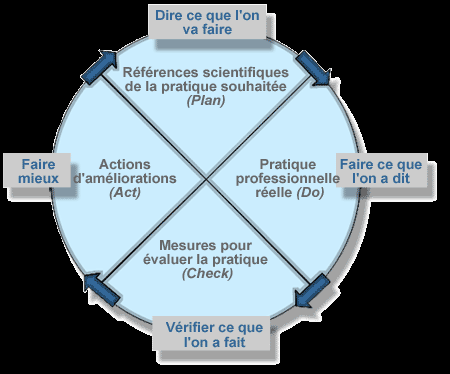 Dire ce que l'on
va faire
Références scientifiques
de la pratique souhaitée
(Plan)
Faire
mieux
Actions
d'améliorations
(Act)
Pratique
professionnelle
réelle (Do)
Faire ce que
l'on a dit
Mesures pour
évaluer la pratique
(Check)
Vérifier ce que
l'on a fait